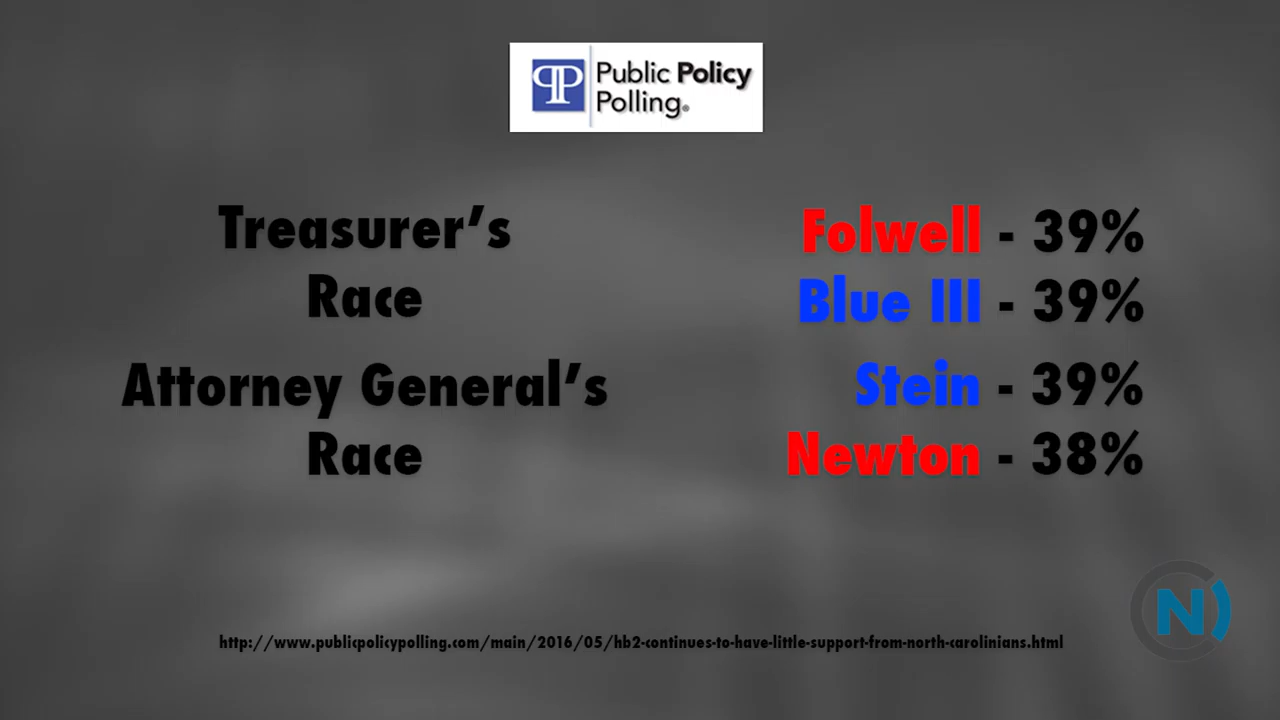 Public Policy
Polling®
Treasurer's
Race
Folwell - 39%
Blue III - 39%
Attorney General's
Race
Stein - 39%
Newton - 38%
http://www.publicpolicypolling.com/main/2016/05/hb2-continues-to-have-little-support-from-north-carolinians.html
N